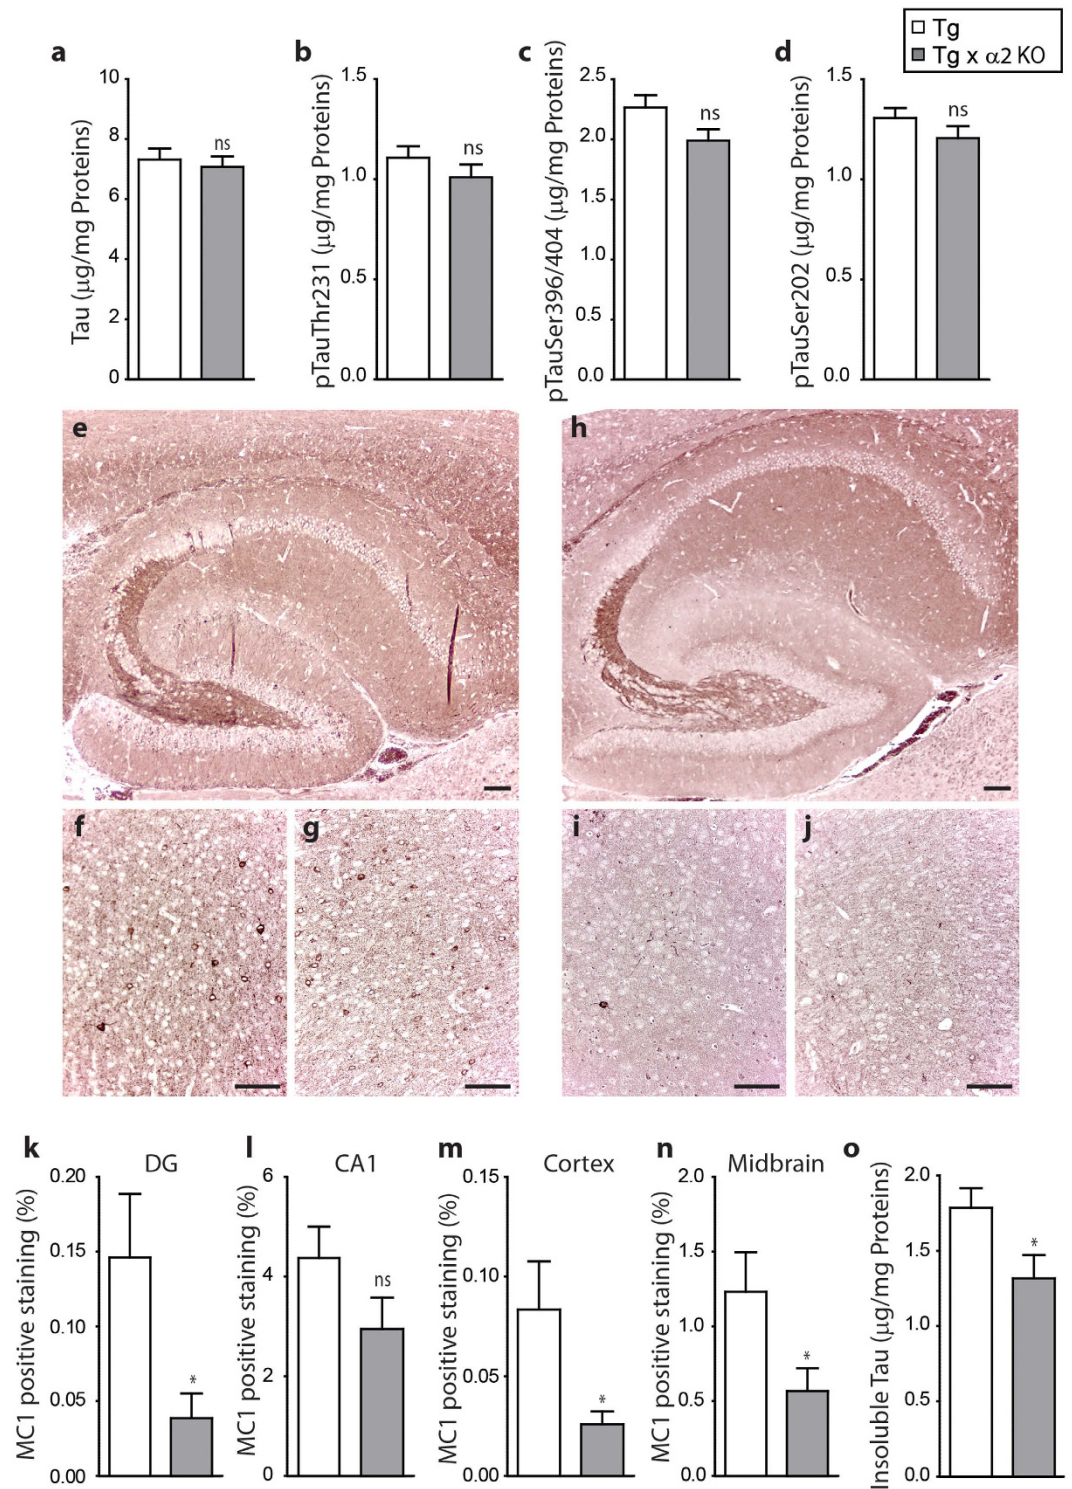 Tg
Tg x α2 KO
a
b
c
d
Tau (μg/mg Proteins)
10
8
6
4
2
0
ns
pTauThr231 (μg/mg Proteins)
1.5
1.0
0.5
0.0
ns
pTauSer396/404 (μg/mg Proteins)
2.5
2.0
1.5
1.0
0.5
0.0
ns
pTauSer202 (μg/mg Proteins)
1.5
1.0
0.5
0.0
ns
e
h
f
g
i
j
k
DG
MC1 positive staining (%)
0.20
0.15
0.10
0.05
0.00
*
l
CA1
MC1 positive staining (%)
6
4
2
0
ns
m
Cortex
MC1 positive staining (%)
0.15
0.10
0.05
0.00
*
n
Midbrain
MC1 positive staining (%)
2.0
1.5
1.0
0.5
0.0
*
o
Insoluble Tau (μg/mg Proteins)
2.0
1.5
1.0
0.5
0.0
*